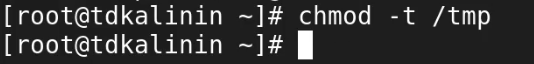 [root@tdkalinin ~]# chmod -t /tmp
[root@tdkalinin ~]#